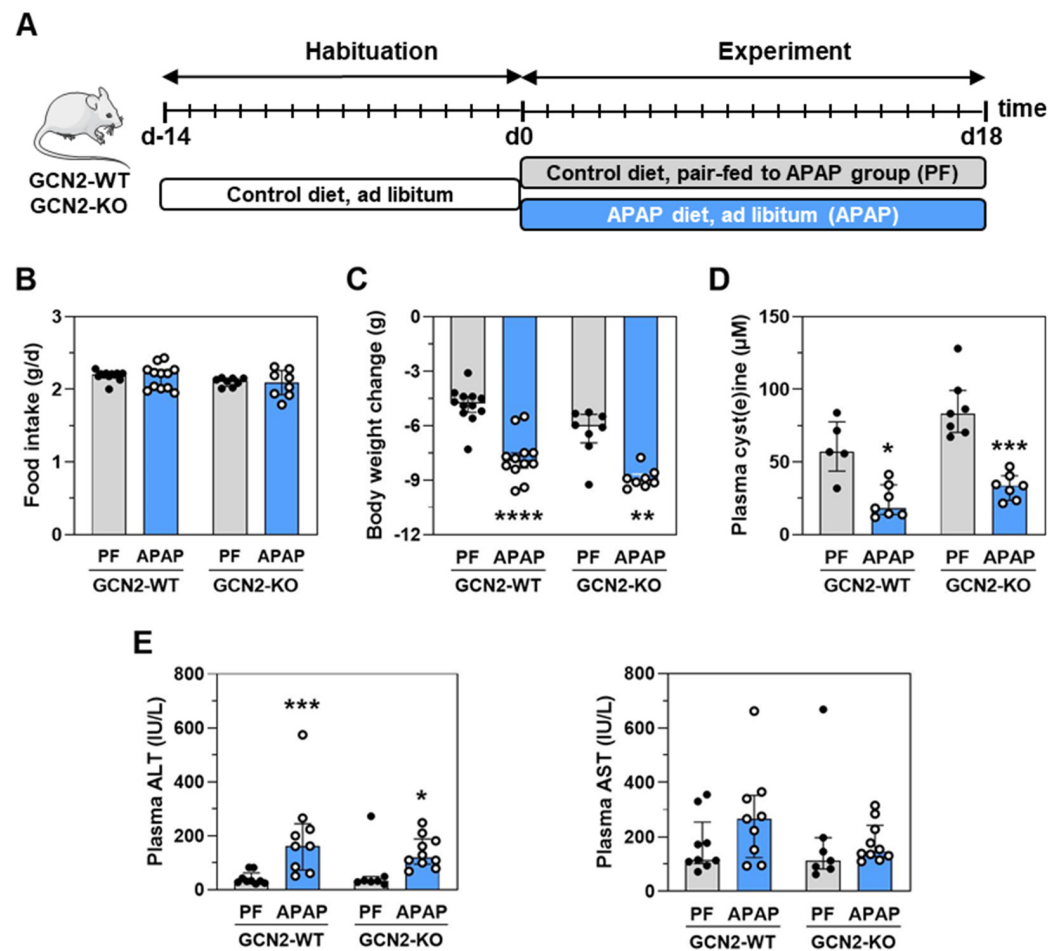 A
Habituation Experiment
time
d-14 d0 d18
GCN2-WT
GCN2-KO
Control diet, ad libitum
Control diet, pair-fed to APAP group (PF)
APAP diet, ad libitum (APAP)
B
Food intake (g/d)
3
2
1
0
PF APAP PF APAP
GCN2-WT GCN2-KO
C
Body weight change (g)
0
-3
-6
-9
-12
**** **
PF APAP PF APAP
GCN2-WT GCN2-KO
D
Plasma cyst(e)line (µM)
150
100
50
0
* ***
PF APAP PF APAP
GCN2-WT GCN2-KO
E
Plasma ALT (IU/L)
800
600
400
200
0
*** *
PF APAP PF APAP
GCN2-WT GCN2-KO
Plasma AST (IU/L)
800
600
400
200
0
PF APAP PF APAP
GCN2-WT GCN2-KO